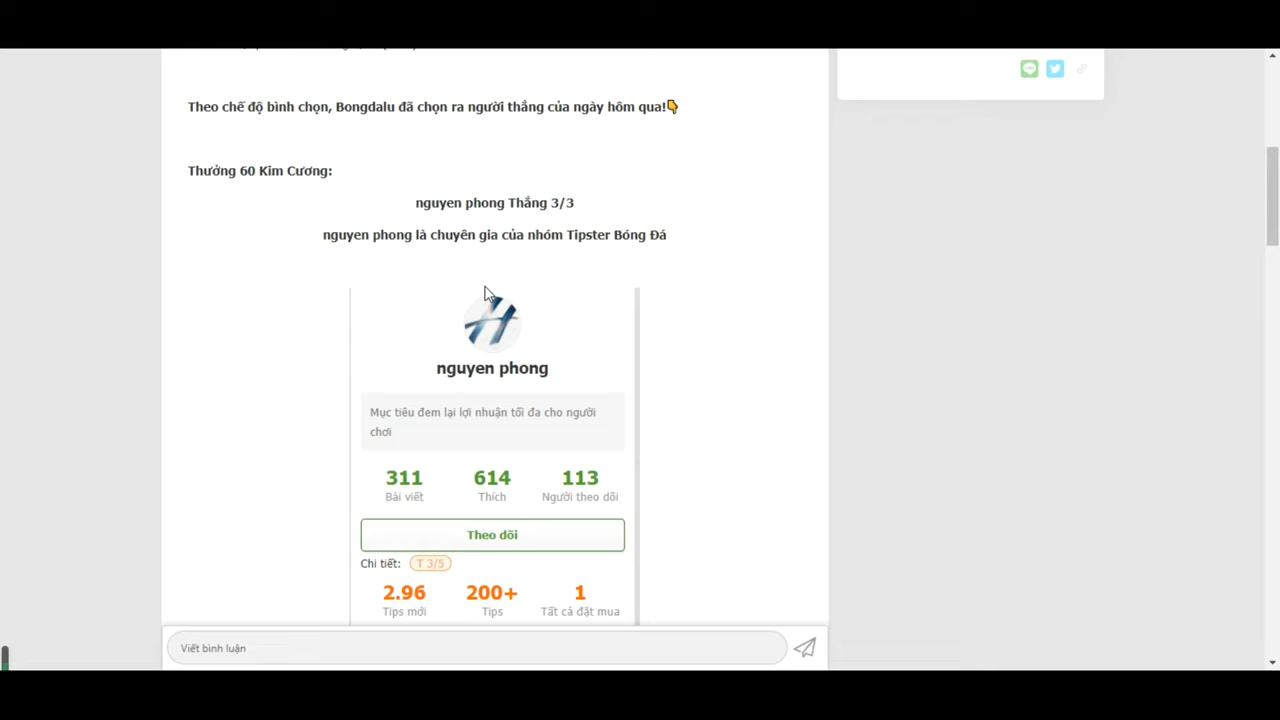 Theo chế độ bình chọn, Bongdalu đã chọn ra người thắng của ngày hôm qua!👇
Thưởng 60 Kim Cương:
nguyen phong Thắng 3/3
nguyen phong là chuyên gia của nhóm Tipster Bóng Đá
nguyen phong
Mục tiêu đem lại lợi nhuận tối đa cho người
chơi
311 614 113
Bài viết Thích Người theo dõi
Theo dõi
Chi tiết: T 3/5
2.96 200+ 1
Tips mới Tips Tất cả đặt mua
Viết bình luận